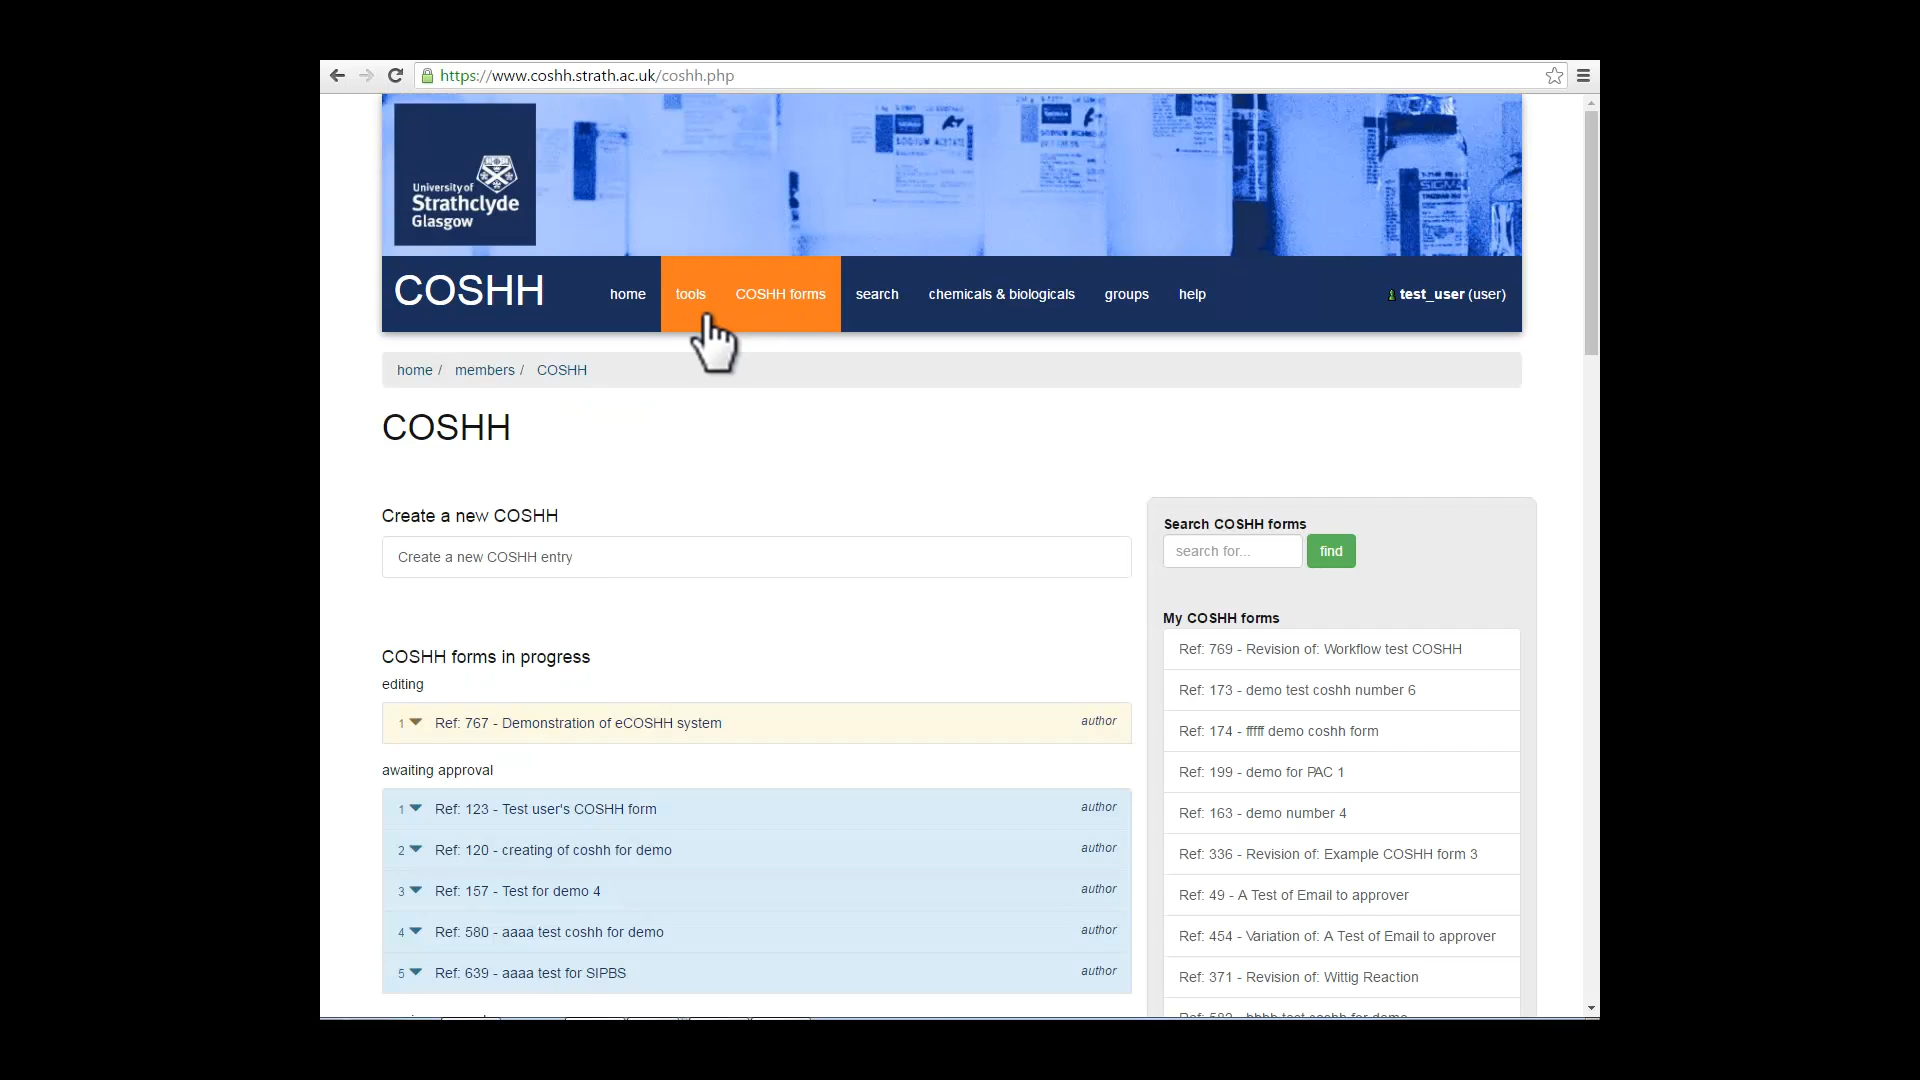 https://www.coshh.strath.ac.uk/coshh.php
SODIUM ACETATE
SIGMA
University of
Strathclyde
Glasgow
COSHH
home
tools
COSHH forms
search
chemicals & biologicals
groups
help
test_user (user)
home / members / COSHH
COSHH
Create a new COSHH
Create a new COSHH entry
COSHH forms in progress
editing
1 Ref: 767 - Demonstration of eCOSHH system author
awaiting approval
1 Ref: 123 - Test user's COSHH form author
2 Ref: 120 - creating of coshh for demo author
3 Ref: 157 - Test for demo 4 author
4 Ref: 580 - aaaa test coshh for demo author
5 Ref: 639 - aaaa test for SIPBS author
Search COSHH forms
search for... find
My COSHH forms
Ref: 769 - Revision of: Workflow test COSHH
Ref: 173 - demo test coshh number 6
Ref: 174 - fffff demo coshh form
Ref: 199 - demo for PAC 1
Ref: 163 - demo number 4
Ref: 336 - Revision of: Example COSHH form 3
Ref: 49 - A Test of Email to approver
Ref: 454 - Variation of: A Test of Email to approver
Ref: 371 - Revision of: Wittig Reaction